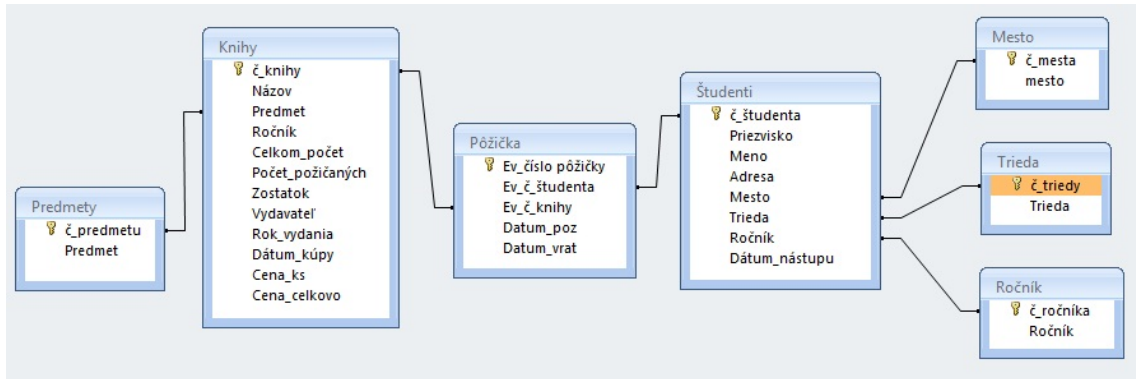 Predmety
č_predmetu
Predmet
Knihy
č_knihy
Názov
Predmet
Ročník
Celkom_počet
Počet_požičaných
Zostatok
Vydavateľ
Rok_vydania
Dátum_kúpy
Cena_ks
Cena_celkovo
Pôžička
Ev_číslo pôžičky
Ev_č_študenta
Ev_č_knihy
Datum_poz
Datum_vrat
Študenti
č_študenta
Priezvisko
Meno
Adresa
Mesto
Trieda
Ročník
Dátum_nástupu
Mesto
č_mesta
mesto
Trieda
č_triedy
Trieda
Ročník
č_ročníka
Ročník